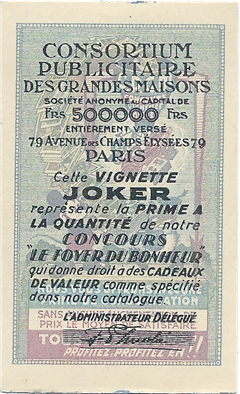 CONSORTIUM
PUBLICITAIRE
DES GRANDES MAISONS
SOCIÉTÉ ANONYME AU CAPITAL DE
FRS 500000 FRS
ENTIÈREMENT VERSÉ
79 AVENUE DES CHAMPS ELYSÉES 79
PARIS
Cette VIGNETTE
JOKER
représente la PRIME A
LA QUANTITÉ de notre
CONCOURS
"LE FOYER DU BONHEUR"
qui donne droit à des CADEAUX
DE VALEUR comme spécifié
dans notre catalogue.
L'ADMINISTRATEUR DÉLÉGUÉ
SANS
PRIX LE MOYEN SATISFAIRE
PROFITEZ, PROFITEZ EN!!